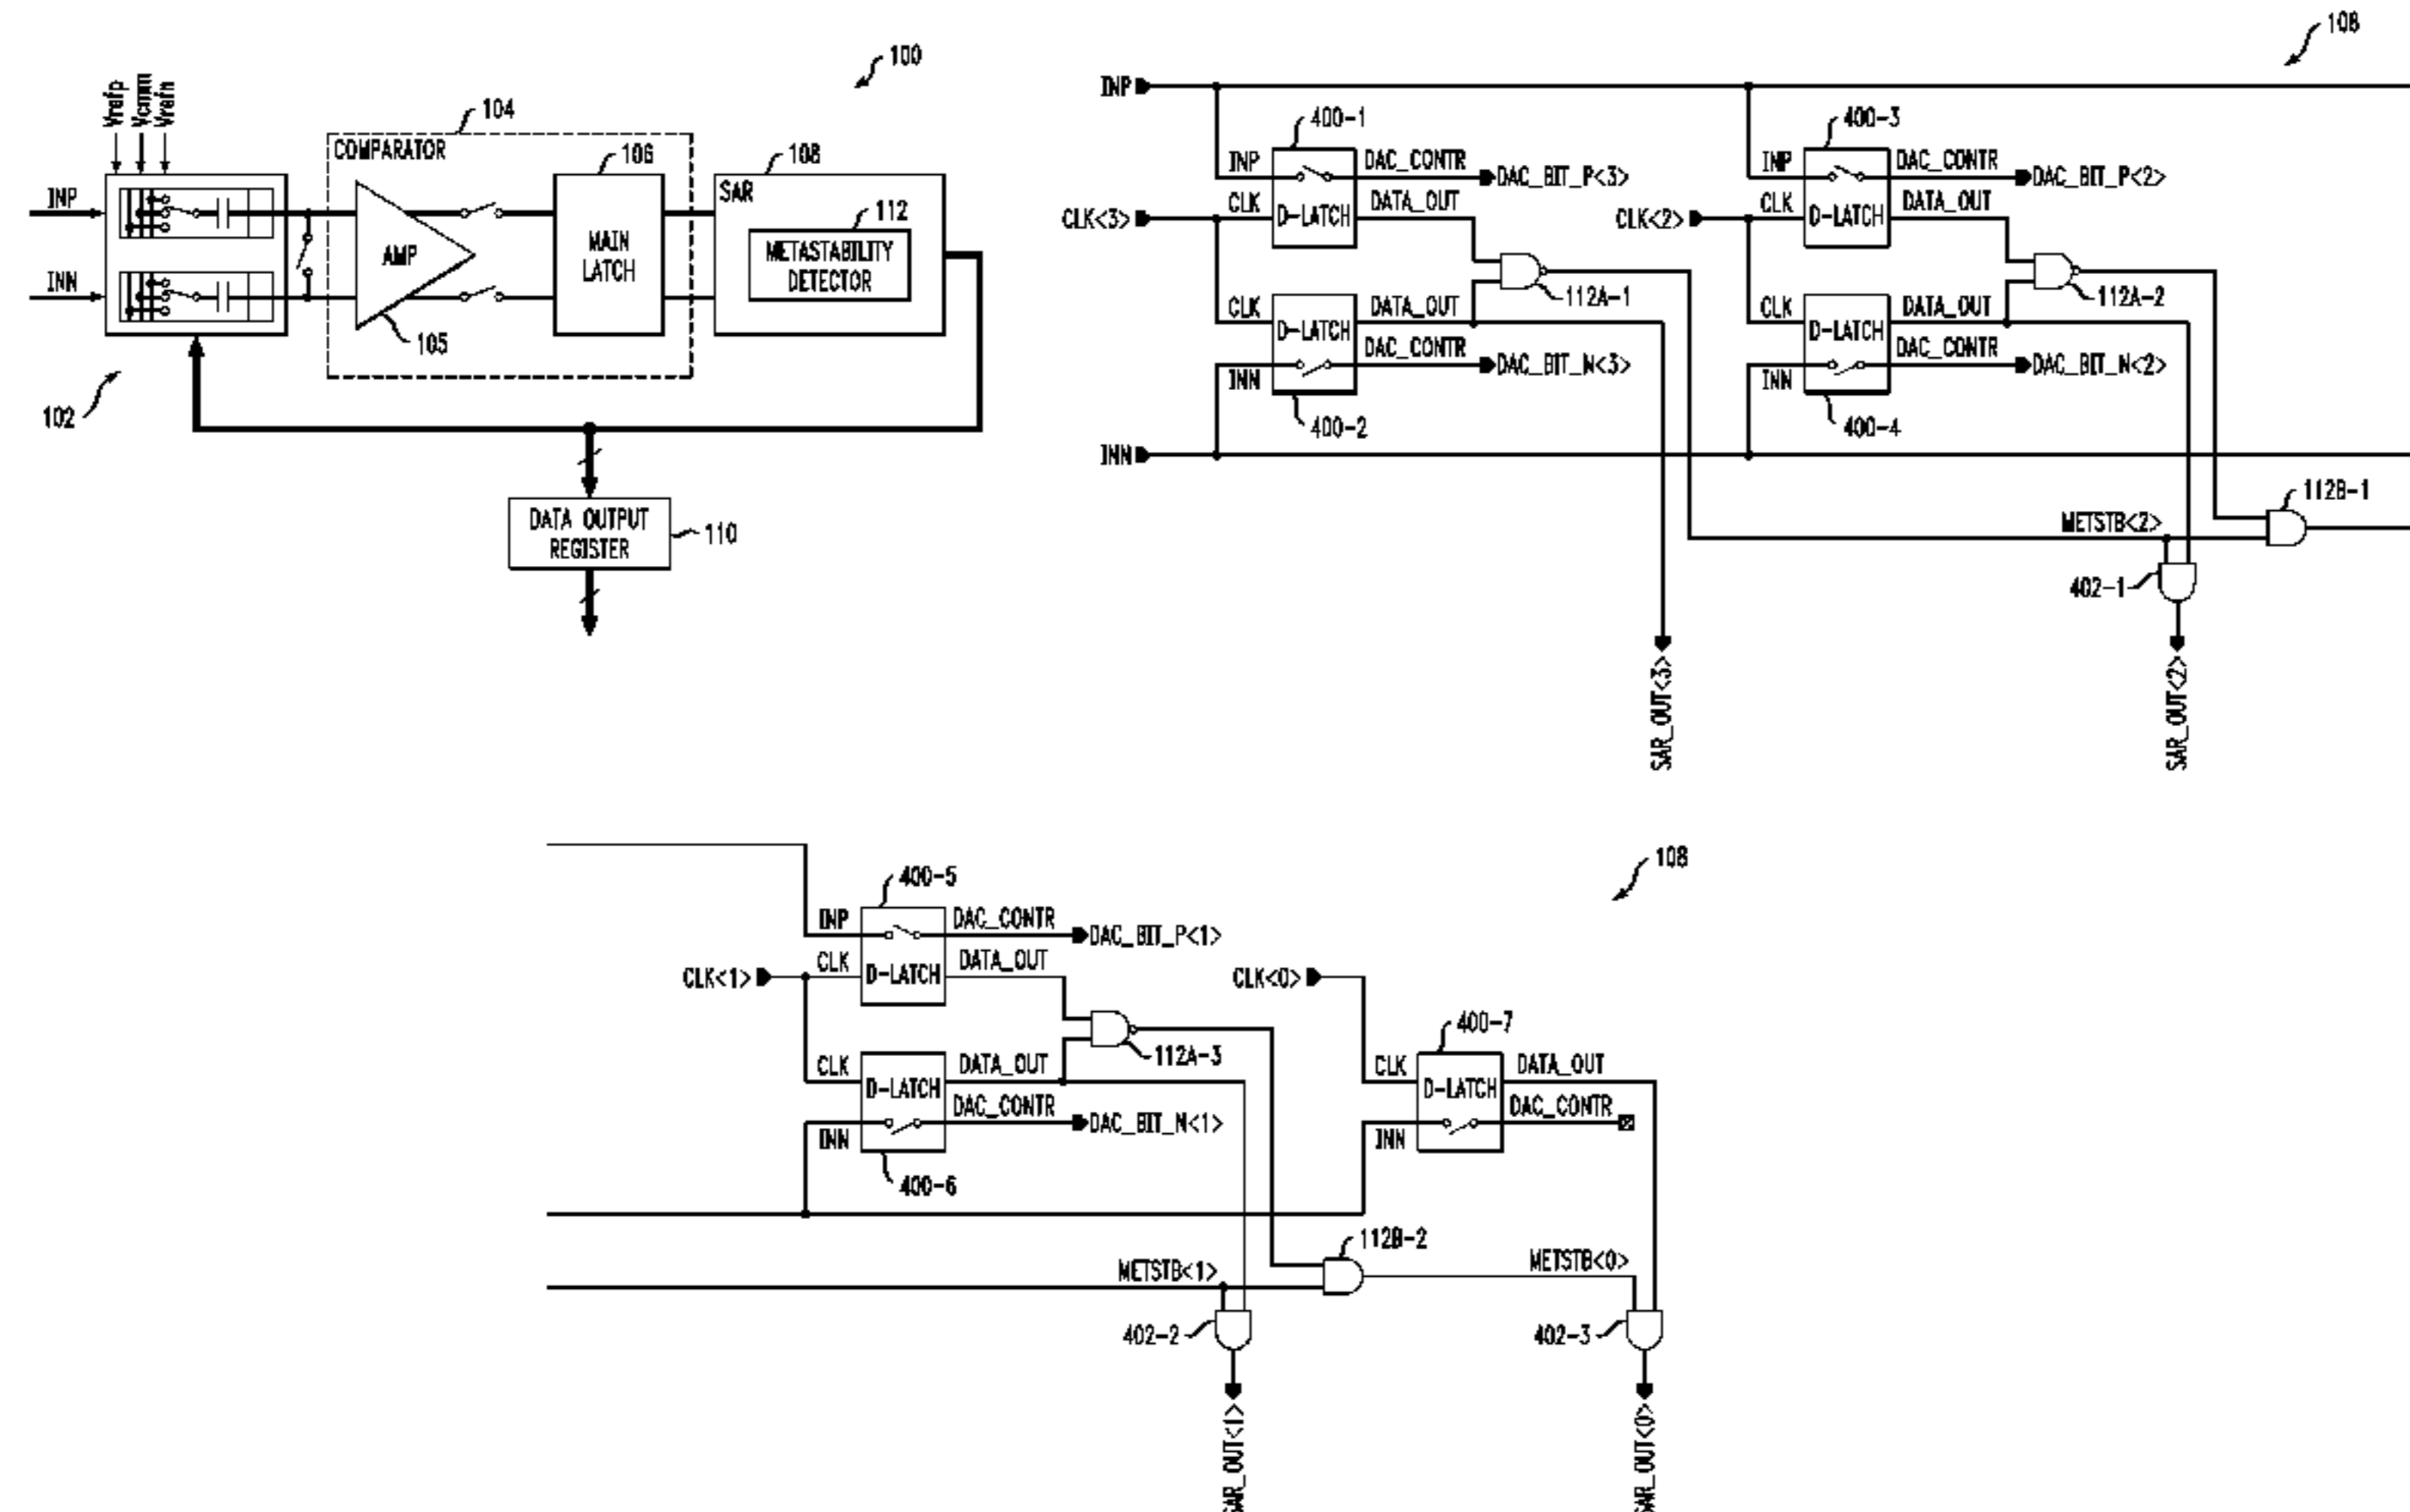 100
Vrefp
Vcmm
Vrefn
104
COMPARATOR
106
108
SAR
112
INP
INN
AMP
MAIN
LATCH
METASTABILITY
DETECTOR
105
102
DATA OUTPUT
REGISTER
110
108
INP
400-1
400-3
INP
DAC_CONTR
DAC_BIT_P<3>
INP
DAC_CONTR
DAC_BIT_P<2>
CLK<3>
CLK
D-LATCH
DATA_OUT
CLK<2>
CLK
D-LATCH
DATA_OUT
112A-1
112A-2
CLK
D-LATCH
DATA_OUT
CLK
D-LATCH
DATA_OUT
INN
DAC_CONTR
DAC_BIT_N<3>
INN
DAC_CONTR
DAC_BIT_N<2>
400-2
400-4
INN
112B-1
METSTB<2>
402-1
SAR_OUT<3>
SAR_OUT<2>
108
400-5
INP
DAC_CONTR
DAC_BIT_P<1>
CLK<1>
CLK
D-LATCH
DATA_OUT
CLK<0>
112A-3
400-7
CLK
D-LATCH
DATA_OUT
CLK
D-LATCH
DATA_OUT
INN
DAC_CONTR
DAC_BIT_N<1>
INN
DAC_CONTR
400-6
112B-2
METSTB<1>
METSTB<0>
402-2
402-3
SAR_OUT<1>
SAR_OUT<0>